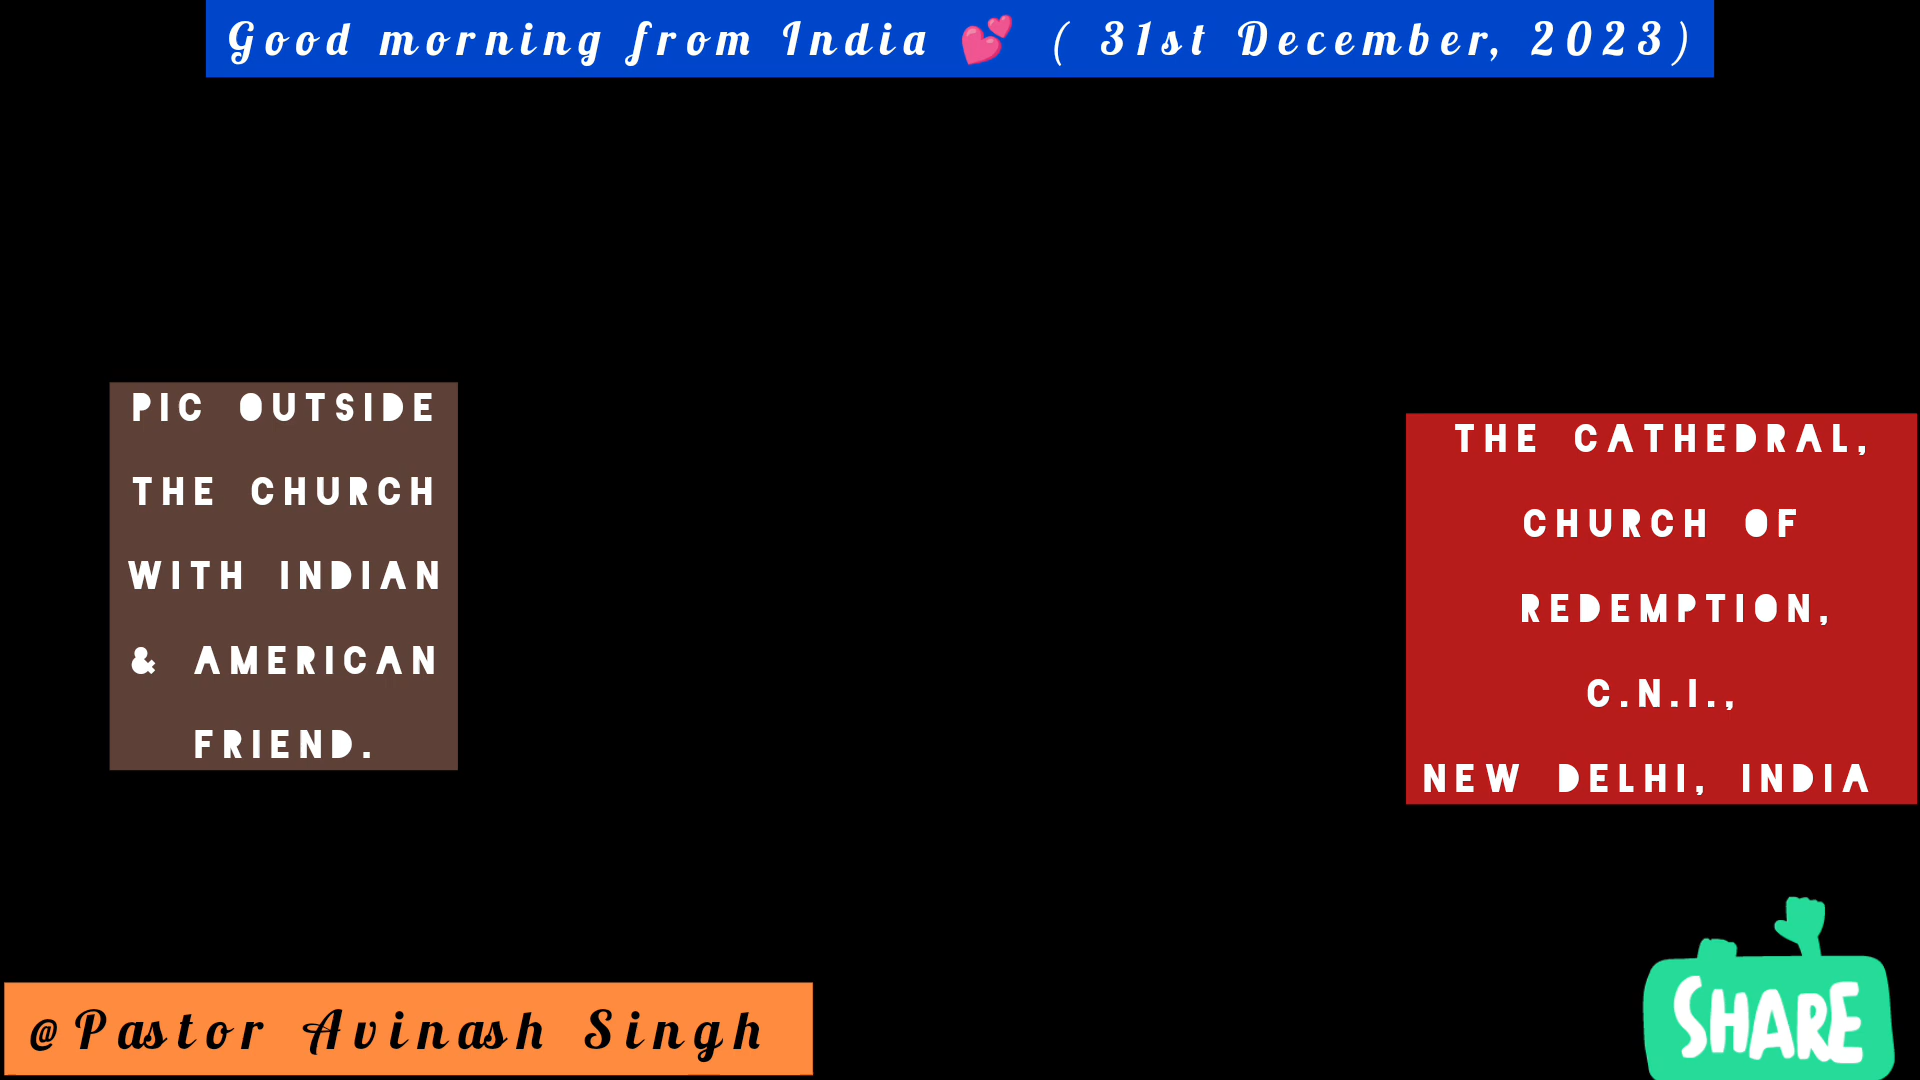 Good morning from India 💕 ( 31st December, 2023)
PIC OUTSIDE
THE CHURCH
WITH INDIAN
& AMERICAN
FRIEND.
THE CATHEDRAL,
CHURCH OF
REDEMPTION,
C.N.I.,
NEW DELHI, INDIA
@Pastor Avinash Singh
SHARE